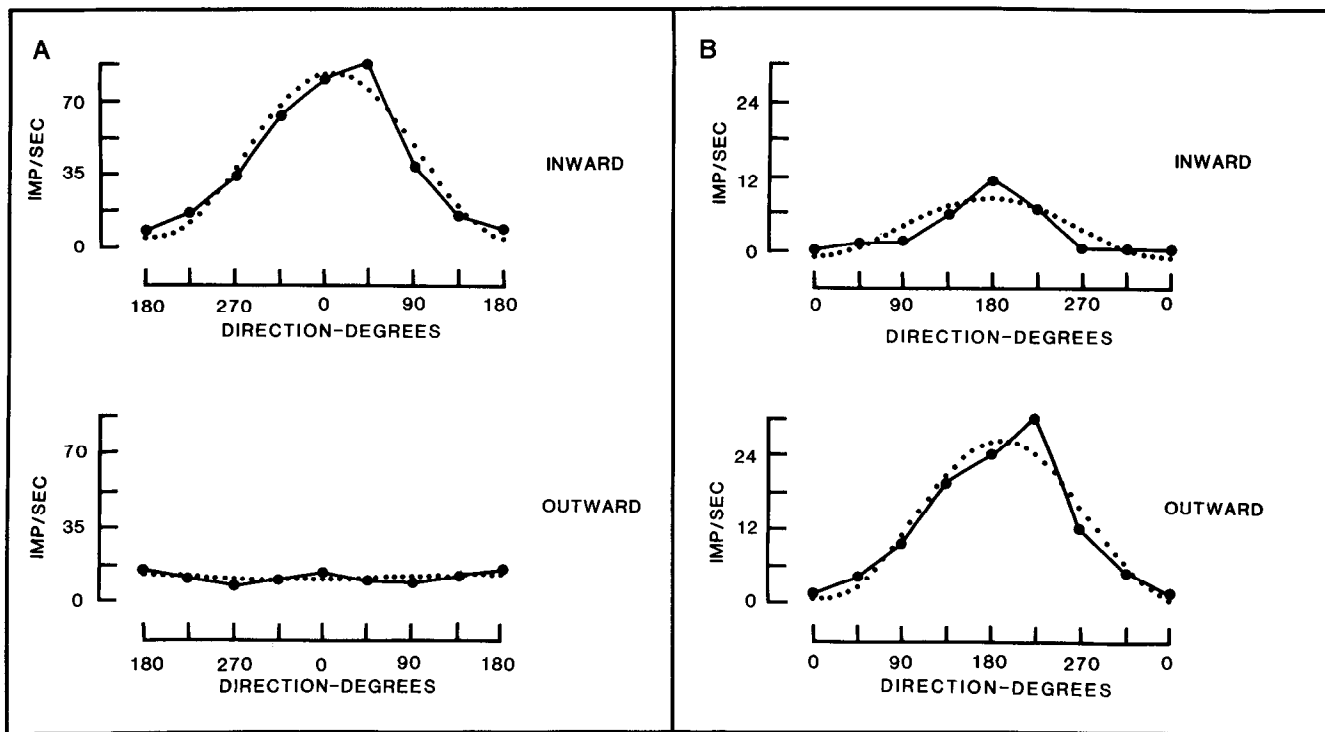 A
IMP/SEC
70
35
0
INWARD
180 270 0 90 180
DIRECTION-DEGREES
IMP/SEC
70
35
0
OUTWARD
180 270 0 90 180
DIRECTION-DEGREES
B
IMP/SEC
24
12
0
INWARD
0 90 180 270 0
DIRECTION-DEGREES
IMP/SEC
24
12
0
OUTWARD
0 90 180 270 0
DIRECTION-DEGREES